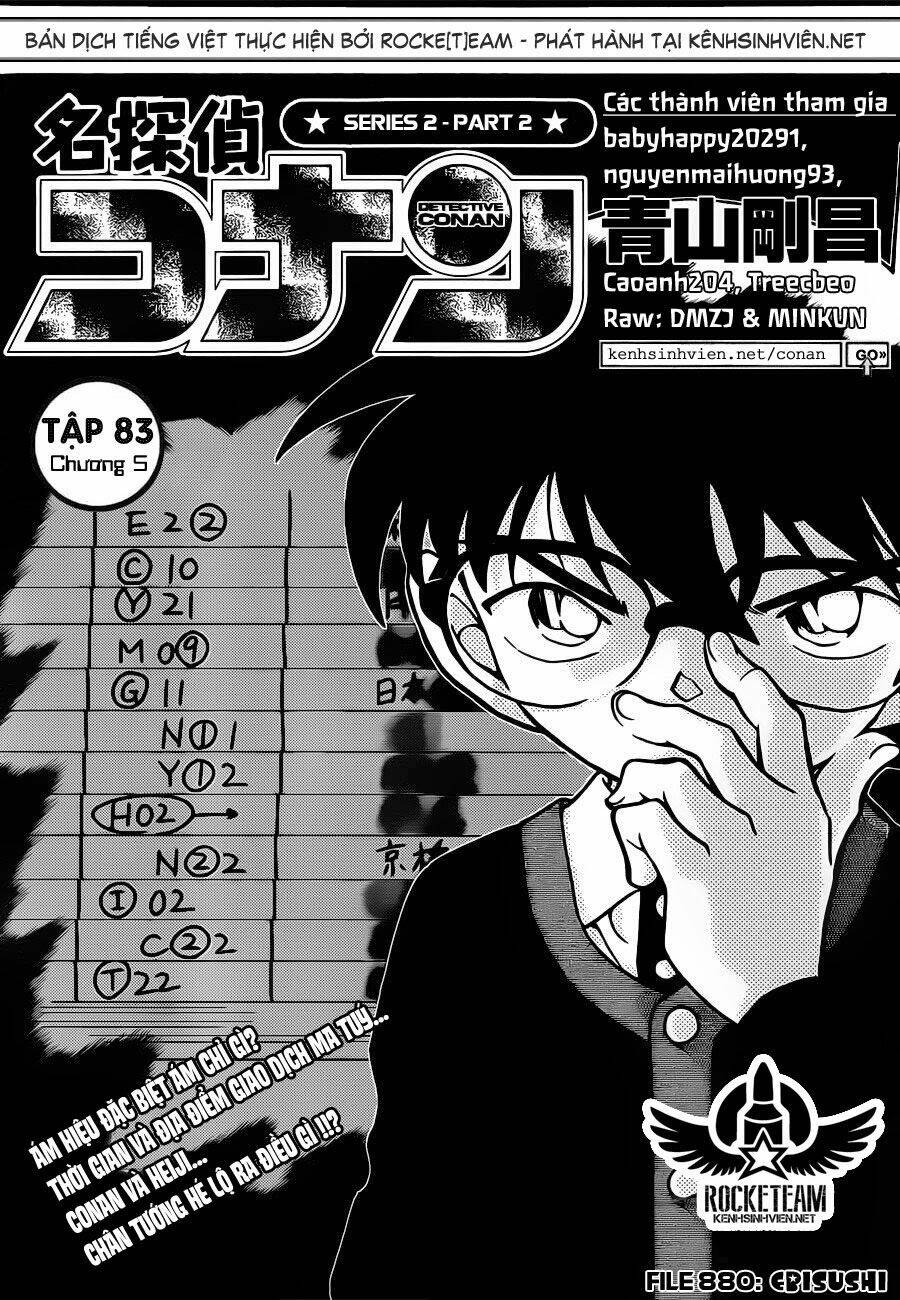 BẢN DỊCH TIẾNG VIỆT THỰC HIỆN BỞI ROCKE[T]EAM - PHÁT HÀNH TẠI KÊNHSINHVIÊN.NET
名探偵
★ SERIES 2 - PART 2 ★
コナン
DETECTIVE
CONAN
Các thành viên tham gia
babyhappy20291,
nguyenmaihuong93,
青山剛昌
Caoanh204, Treecbeo
Raw: DMZJ & MINKUN
kenhsinhvien.net/conan GO»
TẬP 83
Chương 5
E 2 ②
Ⓒ 10
Ⓨ 21
M 0 ⑨
Ⓖ 11 日本
N ① 1
Y ① 2
H02 →
N ② 2 京橋
Ⓘ 02
C ② 2
Ⓣ 22
ÁM HIỆU ĐẶC BIỆT ÁM CHỈ GÌ?
THỜI GIAN VÀ ĐỊA ĐIỂM GIAO DỊCH MA TUÝ...
CONAN VÀ HEIJI...
CHÂN TƯỚNG HÉ LỘ RA ĐIỀU GÌ !!?
ROCKETEAM
KENHSINHVIEN.NET
FILE 880: EBISUSHI